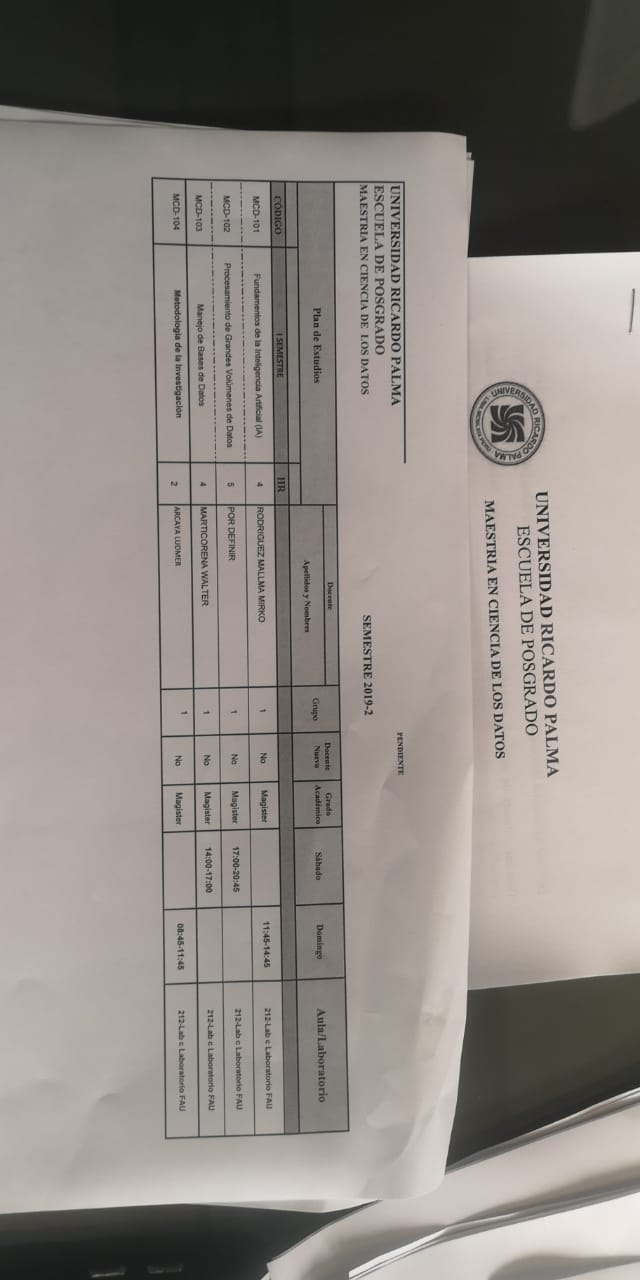 UNIVERSIDAD RICARDO PALMA
UNIVERSIDAD RICARDO PALMA
ESCUELA DE POSGRADO
MAESTRIA EN CIENCIA DE LOS DATOS
UNIVERSIDAD RICARDO PALMA
ESCUELA DE POSGRADO
MAESTRIA EN CIENCIA DE LOS DATOS
PENDIENTE
SEMESTRE 2019-2
Plan de Estudios Docente Apellidos y Nombres Grupo Docente Nuevo Grado Académico Sábado Domingo Aula/Laboratorio
CÓDIGO I SEMESTRE HR
MCD-101 Fundamentos de la Inteligencia Artificial (IA) 4 RODRIGUEZ MALLMA MIRKO 1 No Magister 11:45-14:45 212-Lab c Laboratorio FAU
MCD-102 Procesamiento de Grandes Volúmenes de Datos 5 POR DEFINIR 1 No Magister 17:00-20:45 212-Lab c Laboratorio FAU
MCD-103 Manejo de Bases de Datos 4 MARTICORENA WALTER 1 No Magister 14:00-17:00 212-Lab c Laboratorio FAU
MCD-104 Metodología de la Investigación 2 ARCAYA LUDMER 1 No Magister 08:45-11:45 212-Lab c Laboratorio FAU